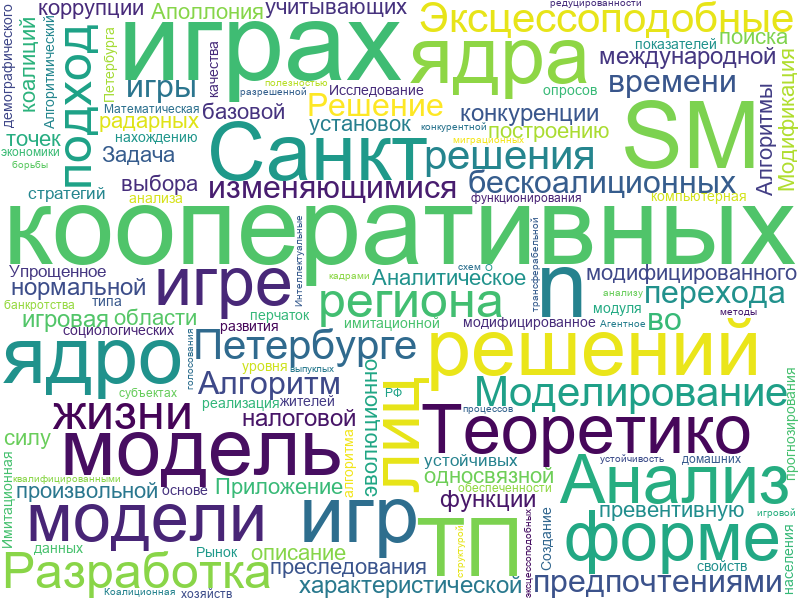 редуцированности
коррупции
Аполлония
учитывающих
Эксцессоподобные
играх
ядра
показателей
поиска
международной
демографического
коалиций
Алгоритмический
Петербурга
подход
качества
игры
полезностью
разрешенной
Исследование
опросов
времени
SM
Алгоритмы
Модификация
Математическая
базовой
Решение
конкуренции
радарных
установок
конкурентной
построению
точек
нахождению
Санкт
миграционных
экономики
борьбы
Задача
решения
выбора
изменяющимися
бескоалиционных
стратегий
анализа
функционирования
компьютерная
кооперативных
Упрощенное
нормальной
игре
Интеллектуальные
кадрами
Аналитическое
схем
О
трансферабельной
n
модифицированного
анализу
перехода
банкротства
типа
региона
модуля
методы
игровая
области
перчаток
имитационной
модифицированное
Агентное
во
социологических
развития
ядро
голосования
Петербурге
решений
уровня
выпуклых
эволюционно
лиц
Алгоритм
субъектах
РФ
процессов
Моделирование
прогнозирования
жизни
реализация
жителей
налоговой
Теоретико
силу
модель
алгоритма
устойчивых
устойчивость
домашних
односвязной
Анализ
Имитационная
квалифицированными
произвольной
основе
Приложение
обеспеченности
функции
модели
игр
ТП
структурой
эксцессоподобных
Создание
превентивную
игровой
форме
данных
Рынок
описание
населения
Разработка
преследования
свойств
характеристической
предпочтениями
Коалиционная
хозяйств